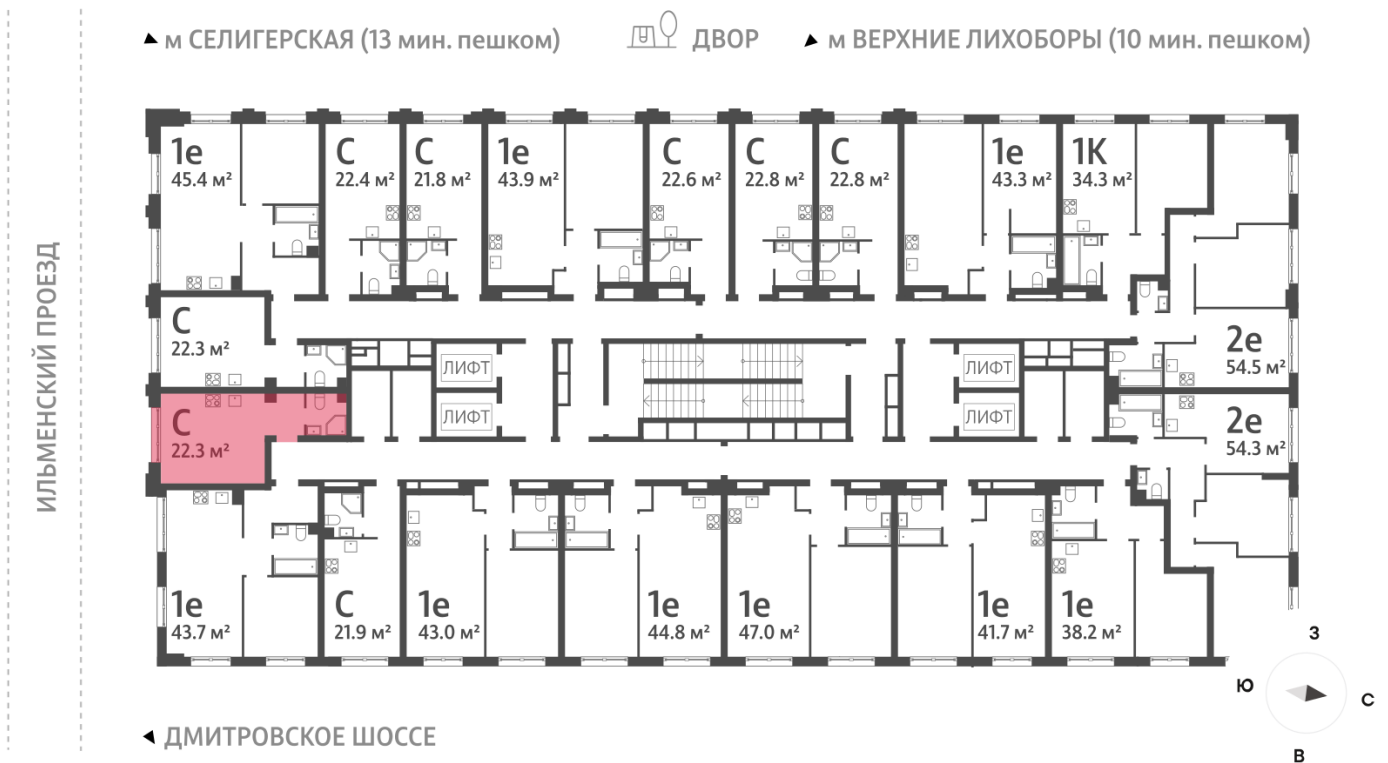 м СЕЛИГЕРСКАЯ (13 мин. пешком)
ДВОР
м ВЕРХНИЕ ЛИХОБОРЫ (10 мин. пешком)
ИЛЬМЕНСКИЙ ПРОЕЗД
1е
45.4 м²
С
22.4 м²
С
21.8 м²
1е
43.9 м²
С
22.6 м²
С
22.8 м²
С
22.8 м²
1е
43.3 м²
1К
34.3 м²
С
22.3 м²
ЛИФТ
ЛИФТ
ЛИФТ
ЛИФТ
2е
54.5 м²
С
22.3 м²
2е
54.3 м²
1е
43.7 м²
С
21.9 м²
1е
43.0 м²
1е
44.8 м²
1е
47.0 м²
1е
41.7 м²
1е
38.2 м²
З
Ю
С
В
ДМИТРОВСКОЕ ШОССЕ